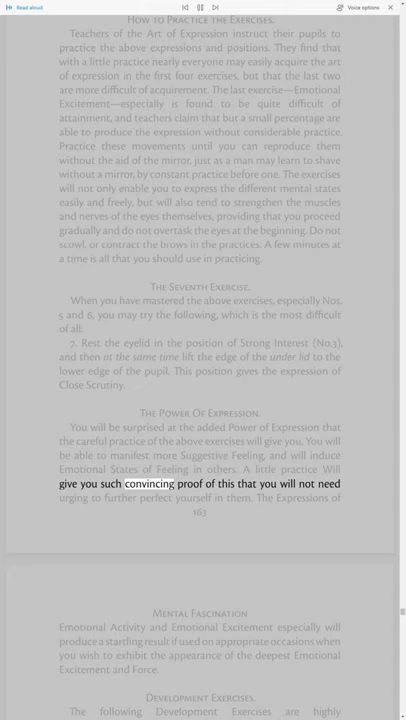 Read aloud
Voice options
HOW TO PRACTICE THE EXERCISES.
Teachers of the Art of Expression instruct their pupils to
practice the above expressions and positions. They find that
with a little practice nearly everyone may easily acquire the art
of expression in the first four exercises, but that the last two
are more difficult of acquirement. The last exercise—Emotional
Excitement—especially is found to be quite difficult of
attainment, and teachers claim that but a small percentage are
able to produce the expression without considerable practice.
Practice these movements until you can reproduce them
without the aid of the mirror, just as a man may learn to shave
without a mirror, by constant practice before one. The exercises
will not only enable you to express the different mental states
easily and freely, but will also tend to strengthen the muscles
and nerves of the eyes themselves, providing that you proceed
gradually and do not overtask the eyes at the beginning. Do not
scowl, or contract the brows in the practices. A few minutes at
a time is all that you should use in practicing.
THE SEVENTH EXERCISE.
When you have mastered the above exercises, especially Nos.
5 and 6, you may try the following, which is the most difficult
of all:
7. Rest the eyelid in the position of Strong Interest (No.3),
and then at the same time lift the edge of the under lid to the
lower edge of the pupil. This position gives the expression of
Close Scrutiny.
THE POWER OF EXPRESSION.
You will be surprised at the added Power of Expression that
the careful practice of the above exercises will give you. You will
be able to manifest more Suggestive Feeling, and will induce
Emotional States of Feeling in others. A little practice Will
give you such convincing proof of this that you will not need
urging to further perfect yourself in them. The Expressions of
163
MENTAL FASCINATION
Emotional Activity and Emotional Excitement especially will
produce a startling result if used on appropriate occasions when
you wish to exhibit the appearance of the deepest Emotional
Excitement and Force.
DEVELOPMENT EXERCISES.
The following Development Exercises are highly